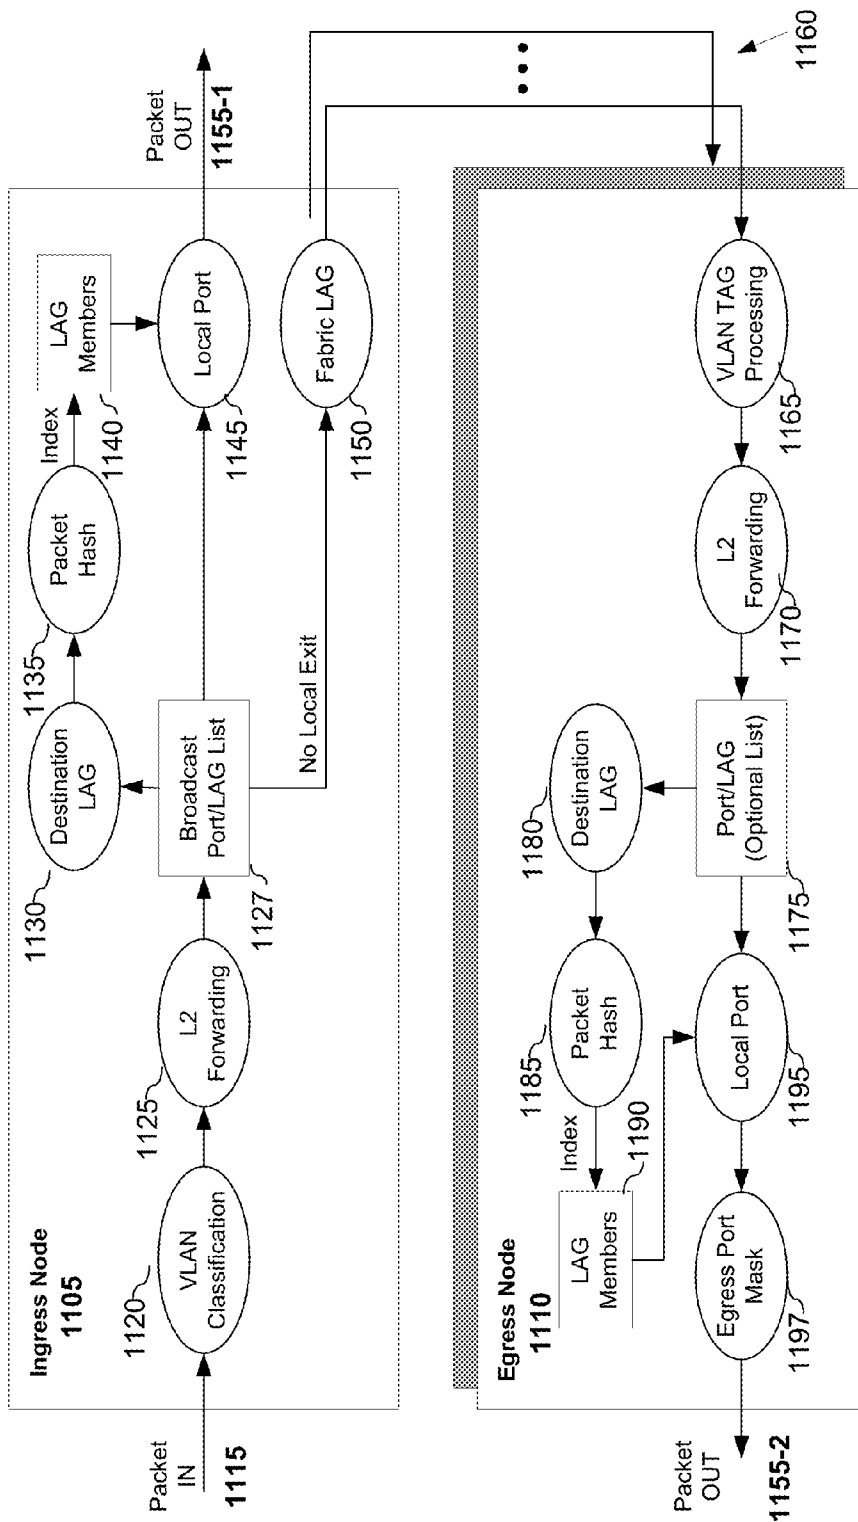 Packet
IN
1115
Ingress Node
1105
VLAN
Classification
1120
L2
Forwarding
1125
Broadcast
Port/LAG List
1127
Destination
LAG
1130
Packet
Hash
1135
Index
LAG
Members
1140
Local Port
1145
No Local Exit
Fabric LAG
1150
Packet
OUT
1155-1
1160
Egress Node
1110
VLAN TAG
Processing
1165
L2
Forwarding
1170
Port/LAG
(Optional List)
1175
Destination
LAG
1180
Packet
Hash
1185
Index
LAG
Members
1190
Local Port
1195
Egress Port
Mask
1197
Packet
OUT
1155-2